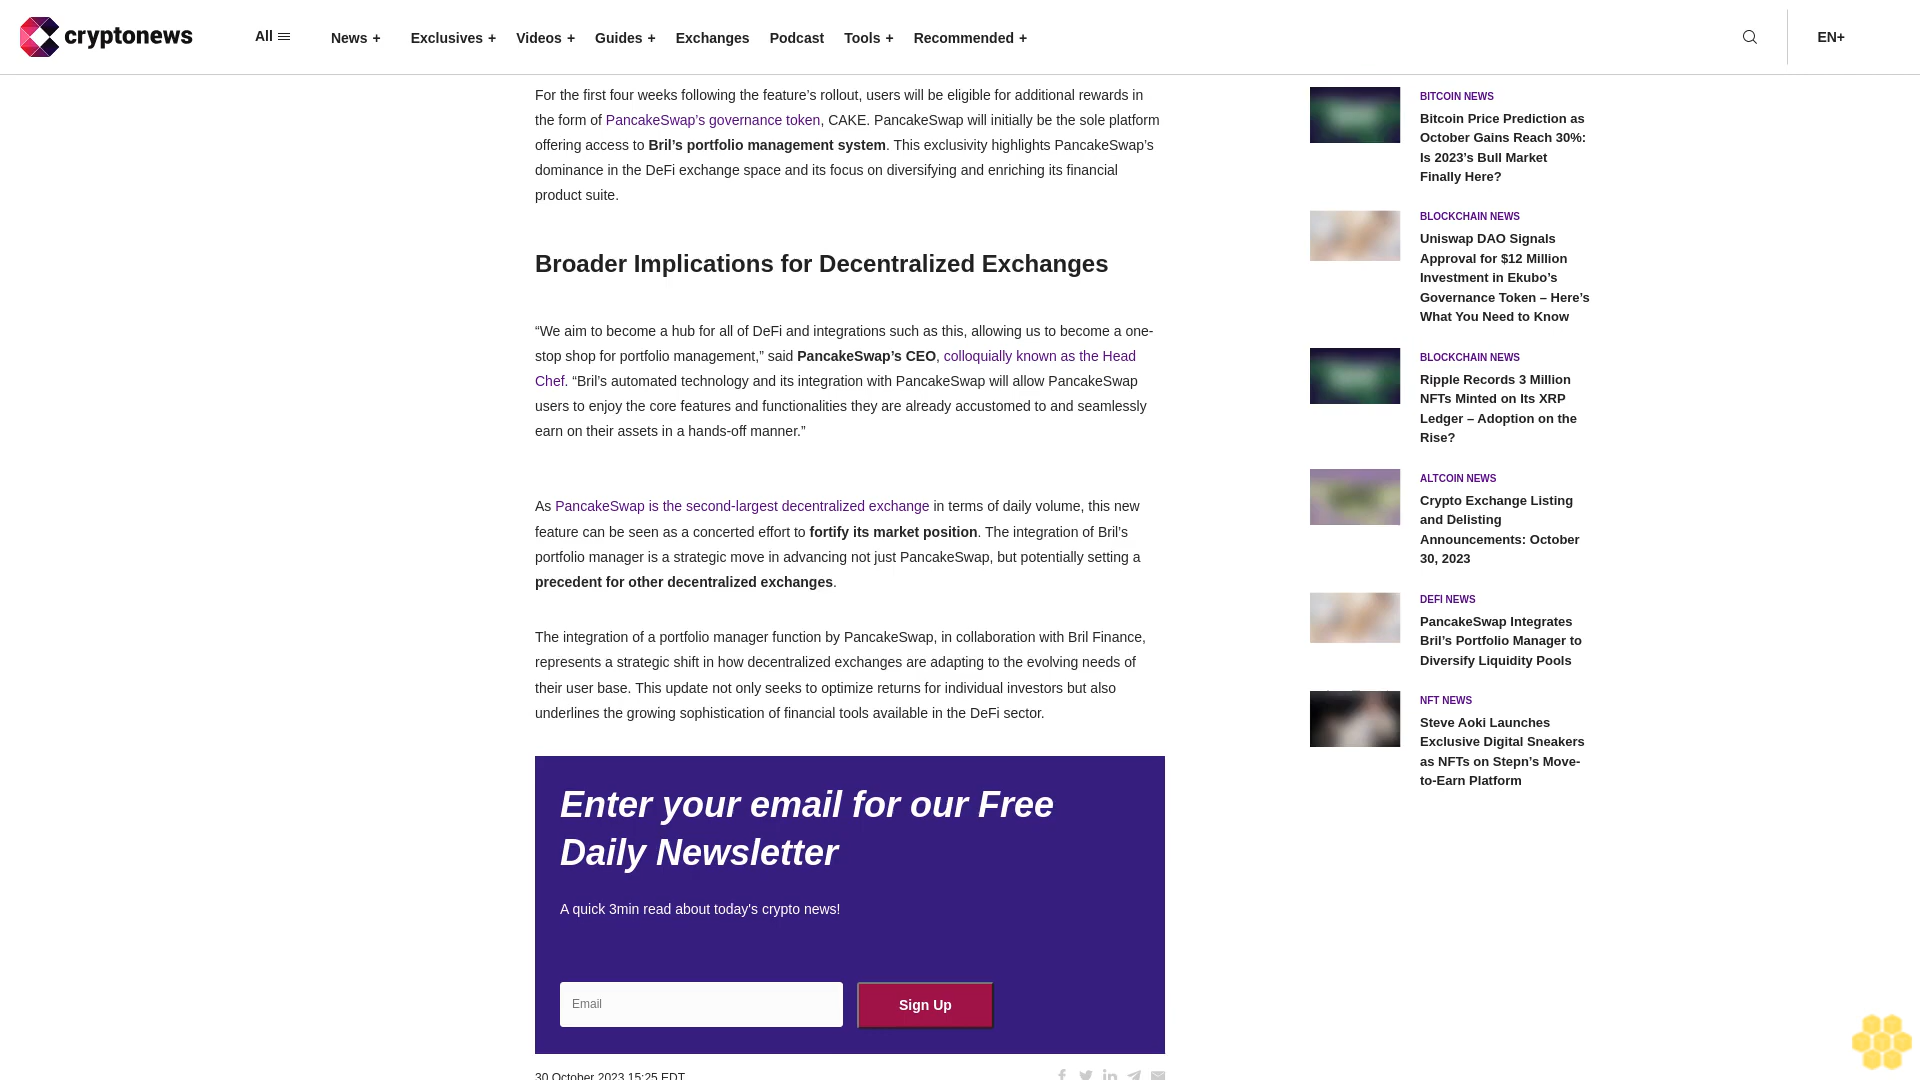 cryptonews
All
News +
Exclusives +
Videos +
Guides +
Exchanges
Podcast
Tools +
Recommended +
EN+
For the first four weeks following the feature’s rollout, users will be eligible for additional rewards in
the form of PancakeSwap’s governance token, CAKE. PancakeSwap will initially be the sole platform
offering access to Bril’s portfolio management system. This exclusivity highlights PancakeSwap’s
dominance in the DeFi exchange space and its focus on diversifying and enriching its financial
product suite.
Broader Implications for Decentralized Exchanges
“We aim to become a hub for all of DeFi and integrations such as this, allowing us to become a one-
stop shop for portfolio management,” said PancakeSwap’s CEO, colloquially known as the Head
Chef. “Bril’s automated technology and its integration with PancakeSwap will allow PancakeSwap
users to enjoy the core features and functionalities they are already accustomed to and seamlessly
earn on their assets in a hands-off manner.”
As PancakeSwap is the second-largest decentralized exchange in terms of daily volume, this new
feature can be seen as a concerted effort to fortify its market position. The integration of Bril’s
portfolio manager is a strategic move in advancing not just PancakeSwap, but potentially setting a
precedent for other decentralized exchanges.
The integration of a portfolio manager function by PancakeSwap, in collaboration with Bril Finance,
represents a strategic shift in how decentralized exchanges are adapting to the evolving needs of
their user base. This update not only seeks to optimize returns for individual investors but also
underlines the growing sophistication of financial tools available in the DeFi sector.
Enter your email for our Free
Daily Newsletter
A quick 3min read about today's crypto news!
Email
Sign Up
30 October 2023 15:25 EDT
BITCOIN NEWS
Bitcoin Price Prediction as
October Gains Reach 30%:
Is 2023’s Bull Market
Finally Here?
BLOCKCHAIN NEWS
Uniswap DAO Signals
Approval for $12 Million
Investment in Ekubo’s
Governance Token – Here’s
What You Need to Know
BLOCKCHAIN NEWS
Ripple Records 3 Million
NFTs Minted on Its XRP
Ledger – Adoption on the
Rise?
ALTCOIN NEWS
Crypto Exchange Listing
and Delisting
Announcements: October
30, 2023
DEFI NEWS
PancakeSwap Integrates
Bril’s Portfolio Manager to
Diversify Liquidity Pools
NFT NEWS
Steve Aoki Launches
Exclusive Digital Sneakers
as NFTs on Stepn’s Move-
to-Earn Platform